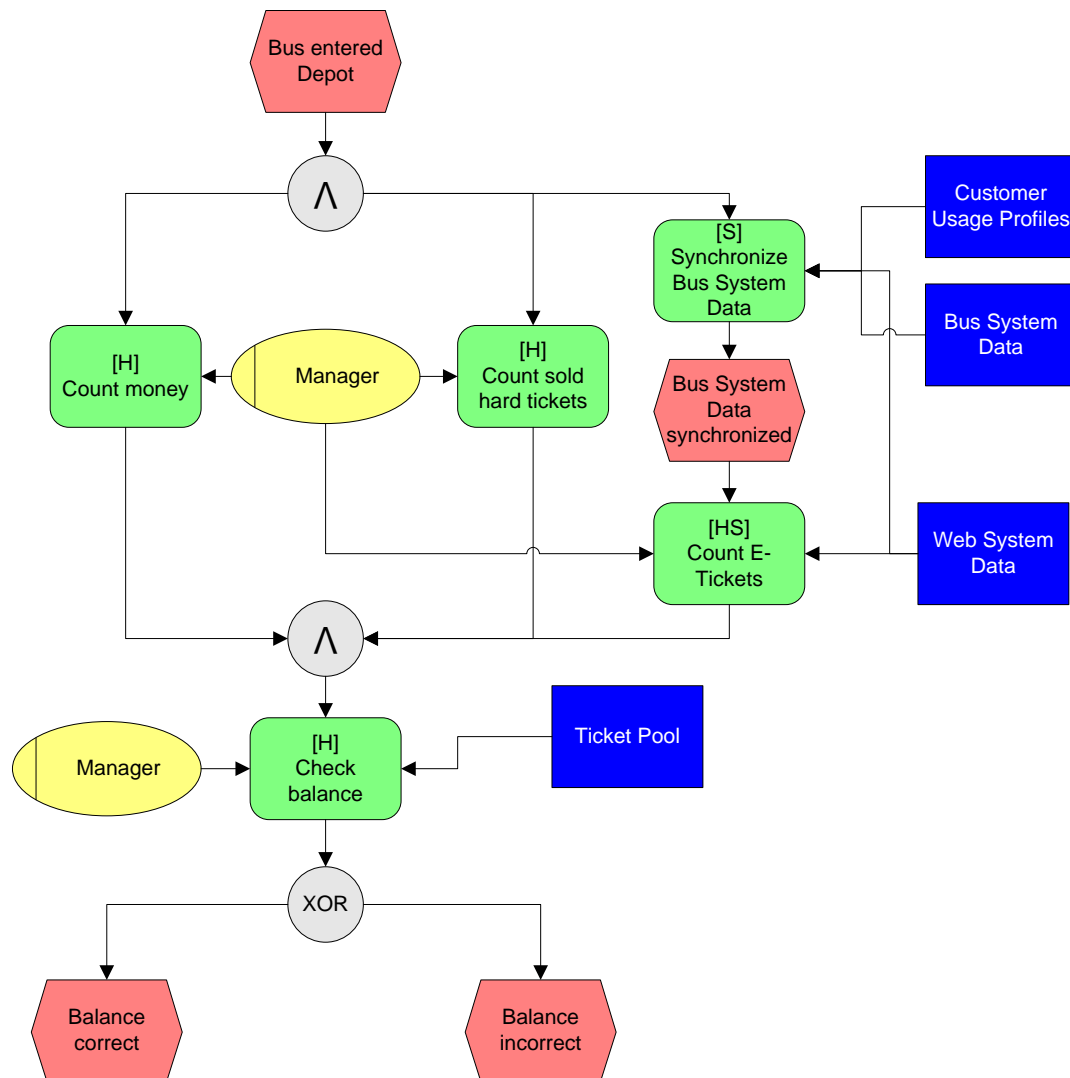 Bus entered
Depot
Λ
[S]
Synchronize
Bus System
Data
Customer
Usage Profiles
Bus System
Data
[H]
Count money
Manager
[H]
Count sold
hard tickets
Bus System
Data
synchronized
[HS]
Count E-
Tickets
Web System
Data
Λ
[H]
Check
balance
Manager
Ticket Pool
XOR
Balance
correct
Balance
incorrect